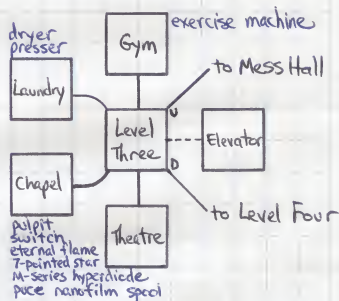 dryer
presser
exercise machine
Gym
Laundry
to Mess Hall
U
Level
Three
Elevator
D
Chapel
to Level Four
Theatre
pulpit
switch
eternal flame
7-pointed star
M-series hyperdiode
puce nanofilm spool